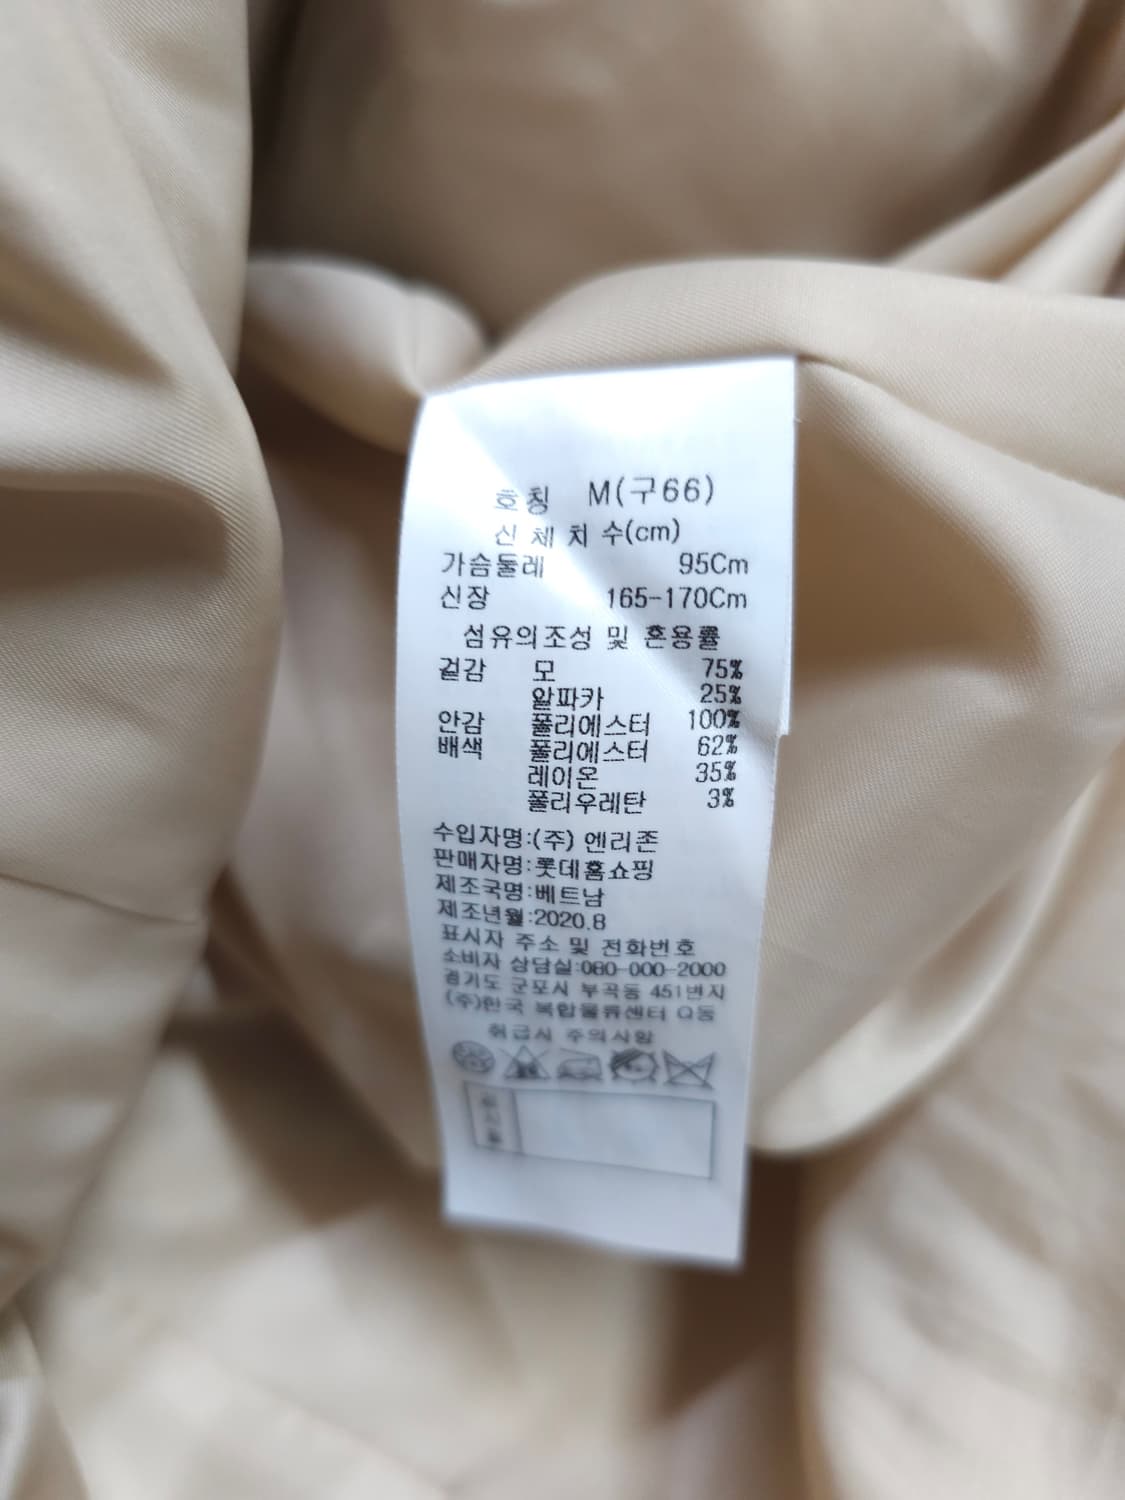 호칭 M(구66)
신체치수(cm)
가슴둘레 95Cm
신장 165-170Cm
섬유의조성 및 혼용률
겉감 모 75%
알파카 25%
안감 폴리에스터 100%
배색 폴리에스터 62%
레이온 35%
폴리우레탄 3%
수입자명:(주) 엔리존
판매자명:롯데홈쇼핑
제조국명:베트남
제조년월:2020.8
표시자 주소 및 전화번호
소비자 상담실:080-000-2000
경기도 군포시 부곡동 451번지
(주)한국 복합물류센터 Q동
취급시 주의사항